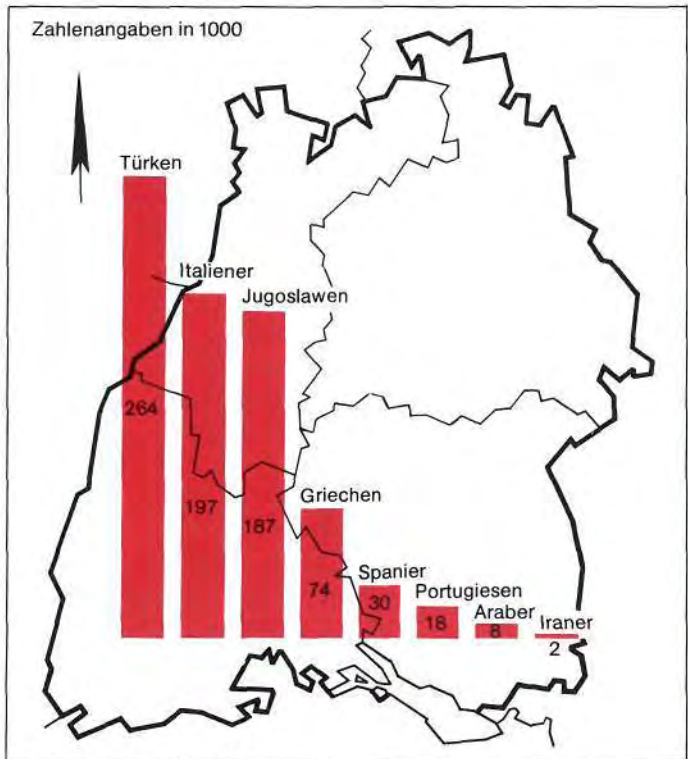 Zahlenangaben in 1000
Türken
Italiener
Jugoslawen
264
197
187
Griechen
74
Spanier
30
Portugiesen
18
Araber
8
Iraner
2